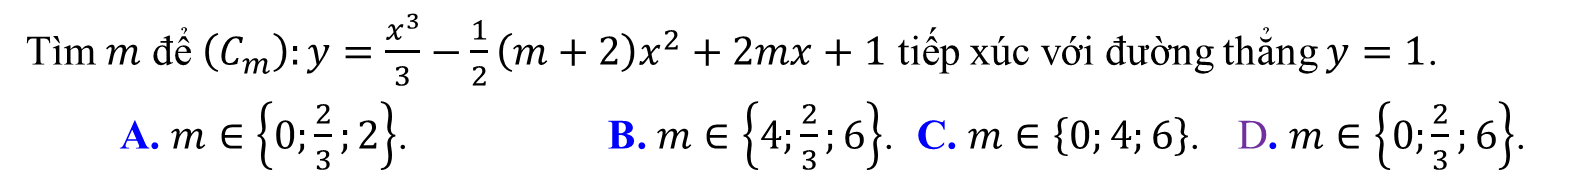 Tìm m để (Cₘ): y = x³/3 − 1/2 (m + 2)x² + 2mx + 1 tiếp xúc với đường thẳng y = 1.
A. m ∈ {0; 2/3; 2}. B. m ∈ {4; 2/3; 6}. C. m ∈ {0; 4; 6}. D. m ∈ {0; 2/3; 6}.